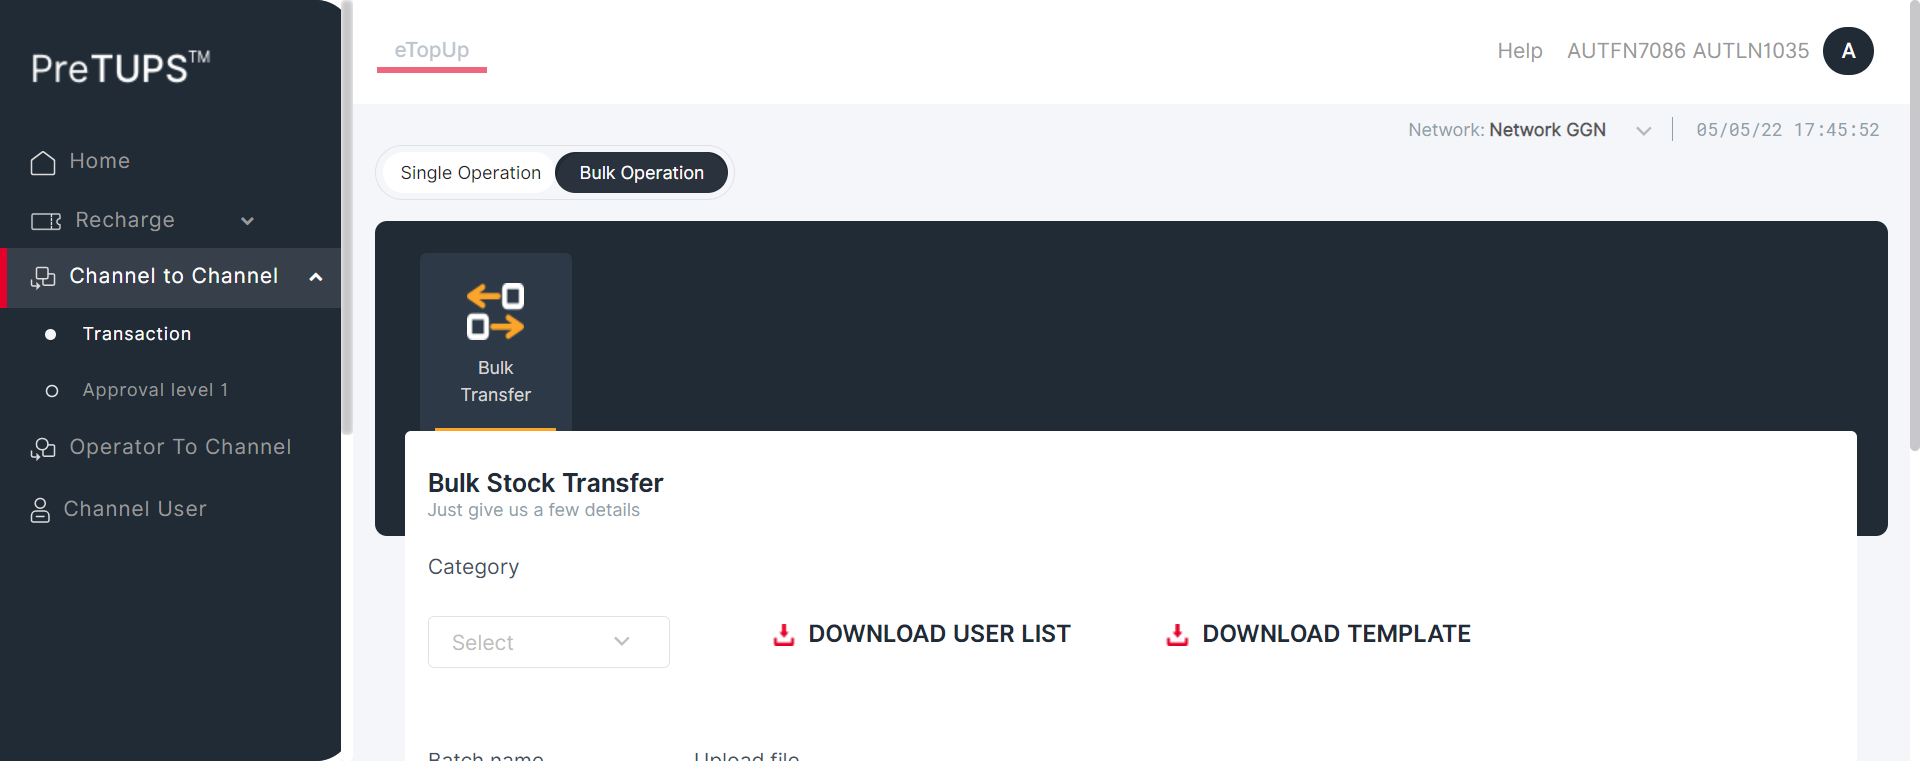 PreTUPS™
Home
Recharge
Channel to Channel
Transaction
Approval level 1
Operator To Channel
Channel User
eTopUp
Help
AUTFN7086 AUTLN1035
A
Network: Network GGN
05/05/22 17:45:52
Single Operation
Bulk Operation
Bulk
Transfer
Bulk Stock Transfer
Just give us a few details
Category
Select
DOWNLOAD USER LIST
DOWNLOAD TEMPLATE
Batch name
Upload file